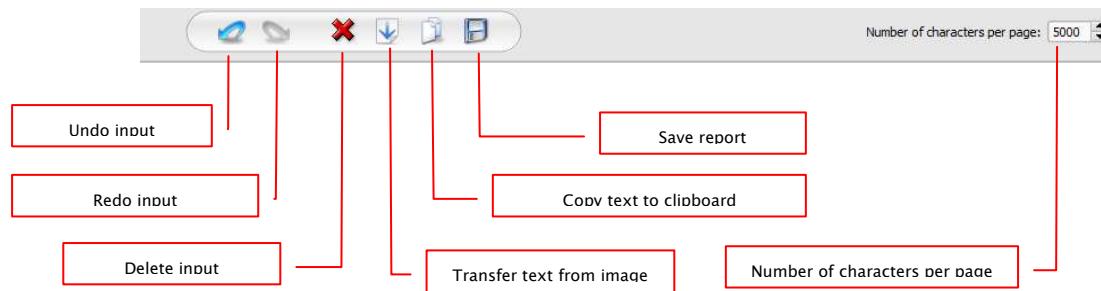 Number of characters per page: 5000
Undo input
Save report
Redo input
Copy text to clipboard
Delete input
Transfer text from image
Number of characters per page